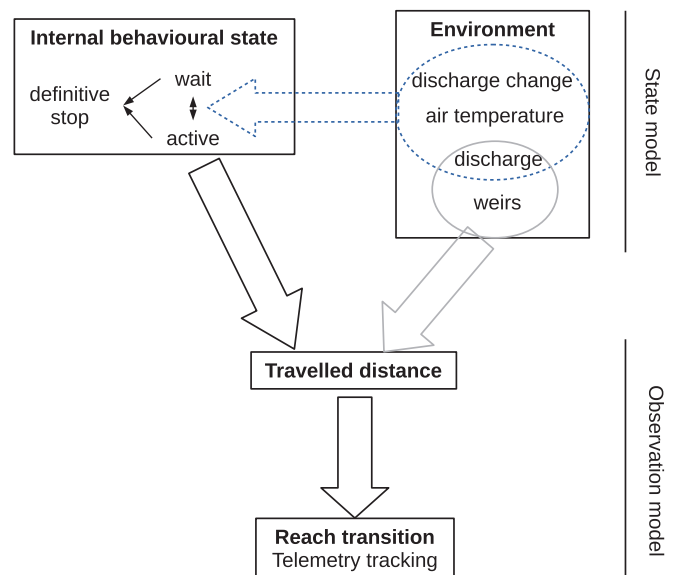 Internal behavioural state
wait
definitive
stop
active
Environment
discharge change
air temperature
discharge
weirs
State model
Travelled distance
Observation model
Reach transition
Telemetry tracking